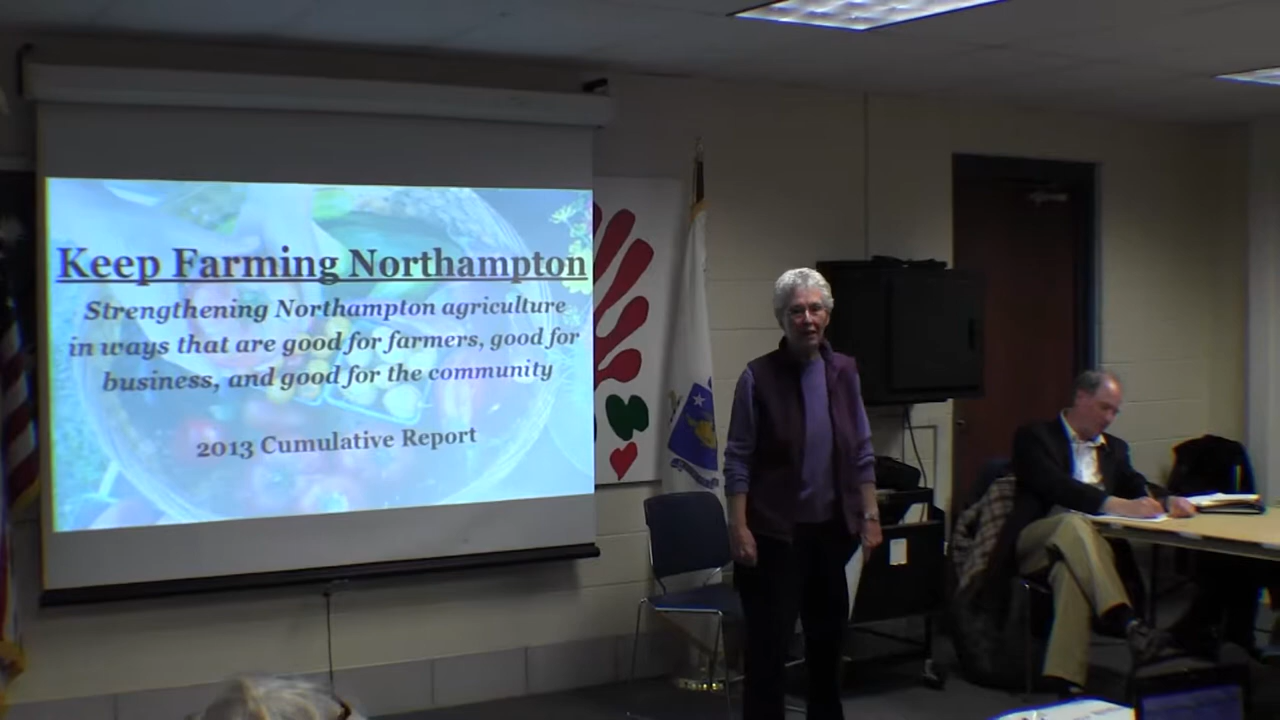 Keep Farming Northampton
Strengthening Northampton agriculture
in ways that are good for farmers, good for
business, and good for the community
2013 Cumulative Report